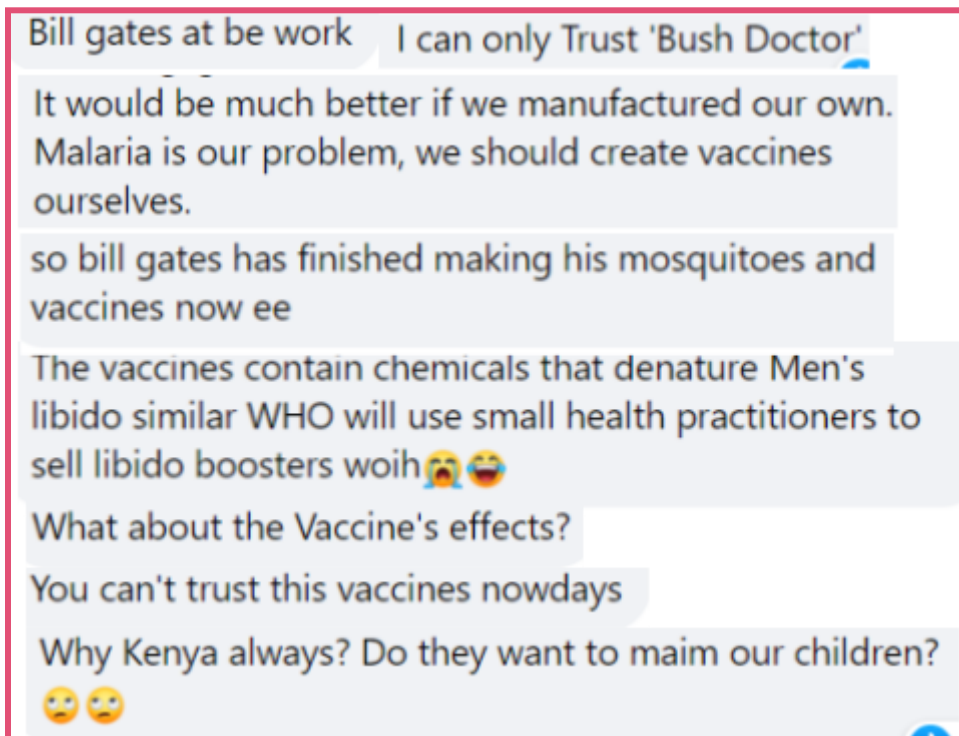 Bill gates at be work
I can only Trust 'Bush Doctor'
It would be much better if we manufactured our own.
Malaria is our problem, we should create vaccines
ourselves.
so bill gates has finished making his mosquitoes and
vaccines now ee
The vaccines contain chemicals that denature Men's
libido similar WHO will use small health practitioners to
sell libido boosters woih😭😂
What about the Vaccine's effects?
You can't trust this vaccines nowdays
Why Kenya always? Do they want to maim our children?
🙄🙄